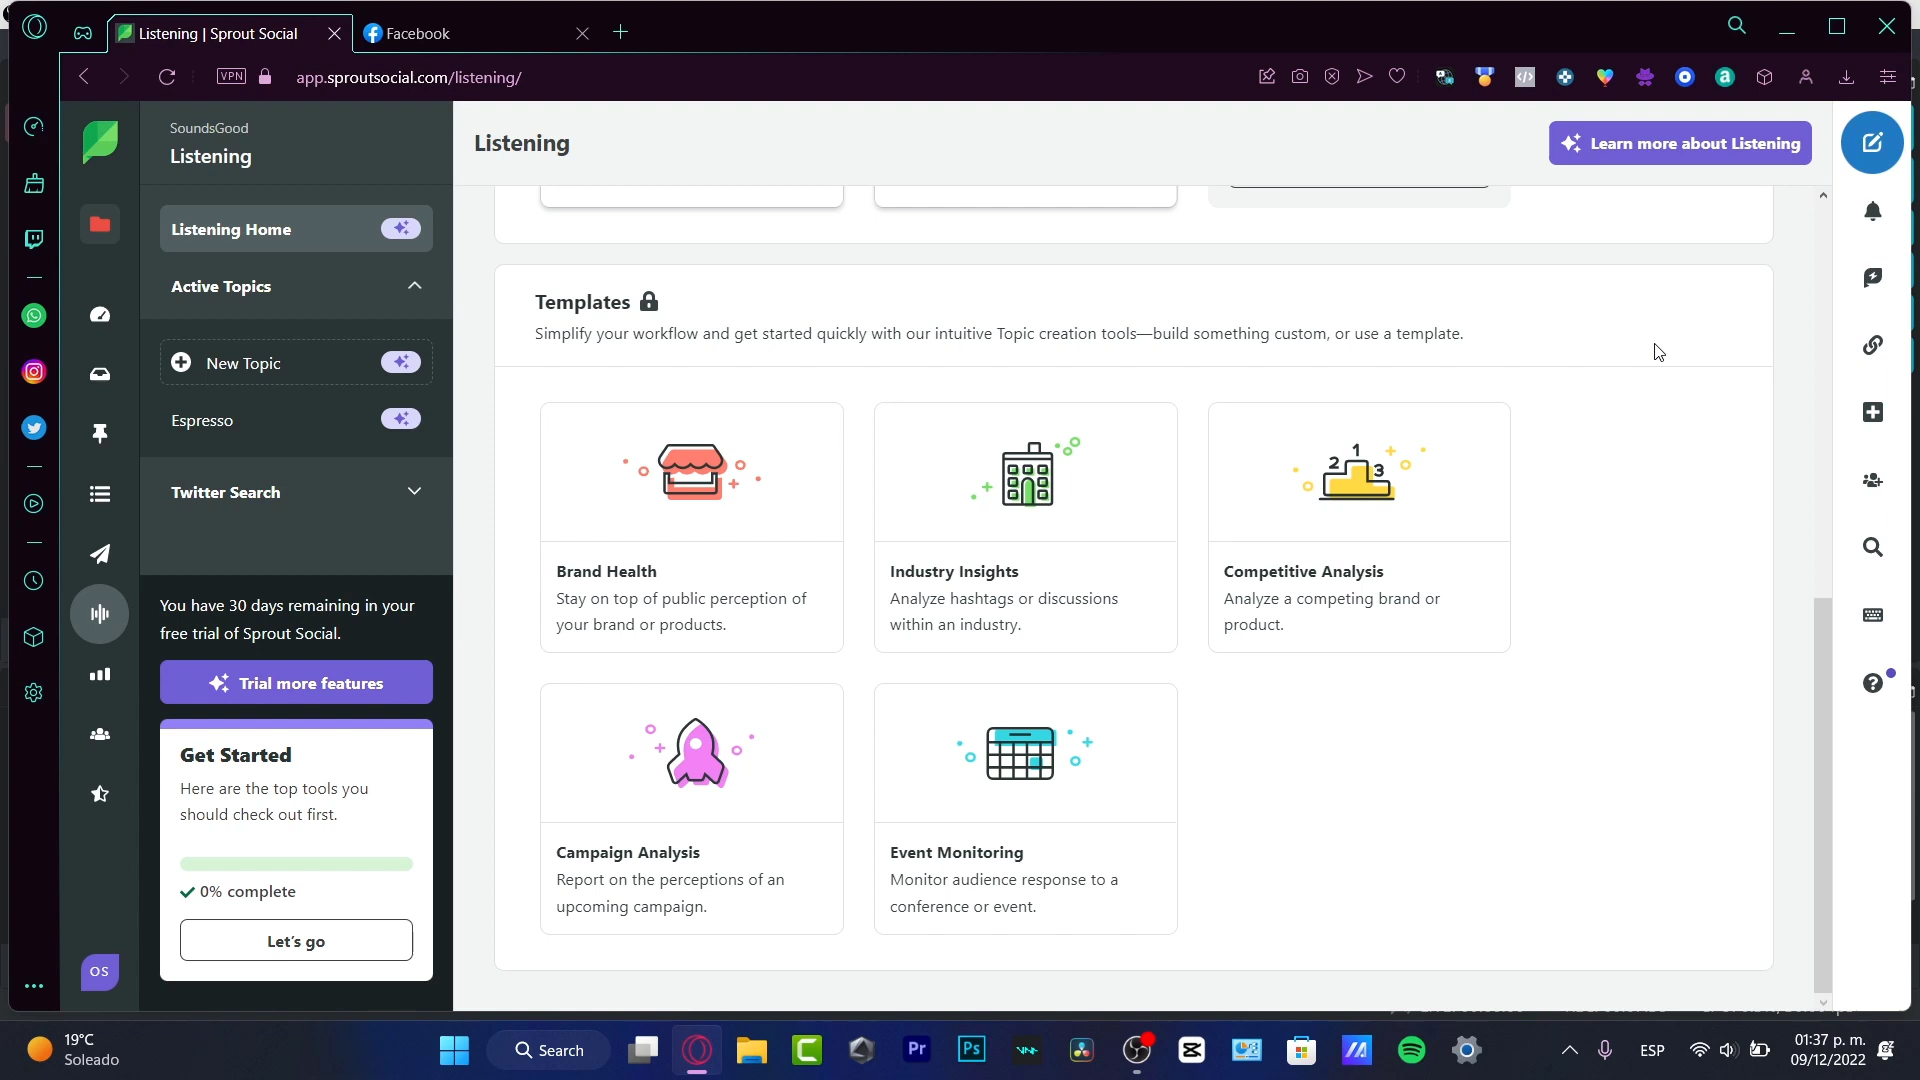 Listening | Sprout Social
Facebook
VPN
app.sproutsocial.com/listening/
SoundsGood
Listening
Listening Home
Active Topics
New Topic
Espresso
Twitter Search
You have 30 days remaining in your
free trial of Sprout Social.
Trial more features
Get Started
Here are the top tools you
should check out first.
0% complete
Let's go
OS
Listening
Learn more about Listening
Templates
Simplify your workflow and get started quickly with our intuitive Topic creation tools—build something custom, or use a template.
1
2
3
Brand Health
Stay on top of public perception of
your brand or products.
Industry Insights
Analyze hashtags or discussions
within an industry.
Competitive Analysis
Analyze a competing brand or
product.
Campaign Analysis
Report on the perceptions of an
upcoming campaign.
Event Monitoring
Monitor audience response to a
conference or event.
19°C
Soleado
Search
Pr
Ps
ESP
01:37 p. m.
09/12/2022